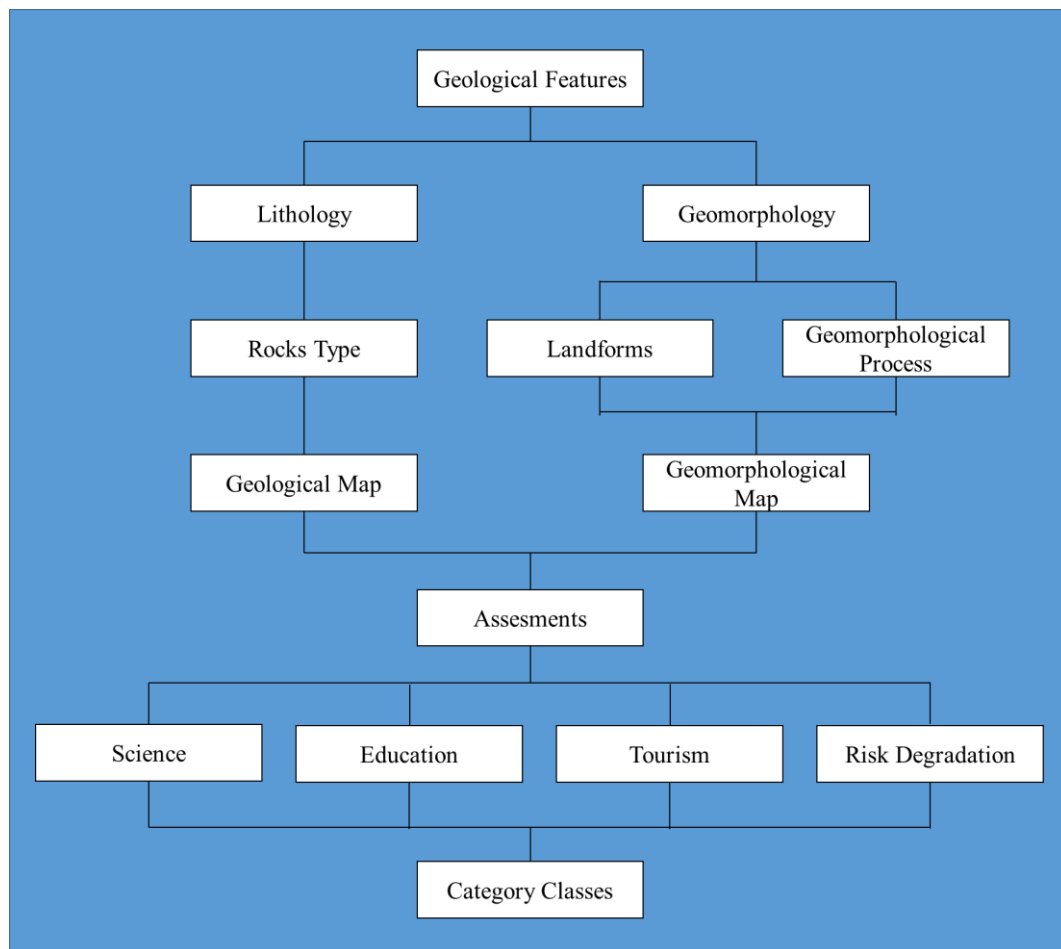 Geological Features
Lithology
Geomorphology
Rocks Type
Landforms
Geomorphological
Process
Geological Map
Geomorphological
Map
Assesments
Science
Education
Tourism
Risk Degradation
Category Classes